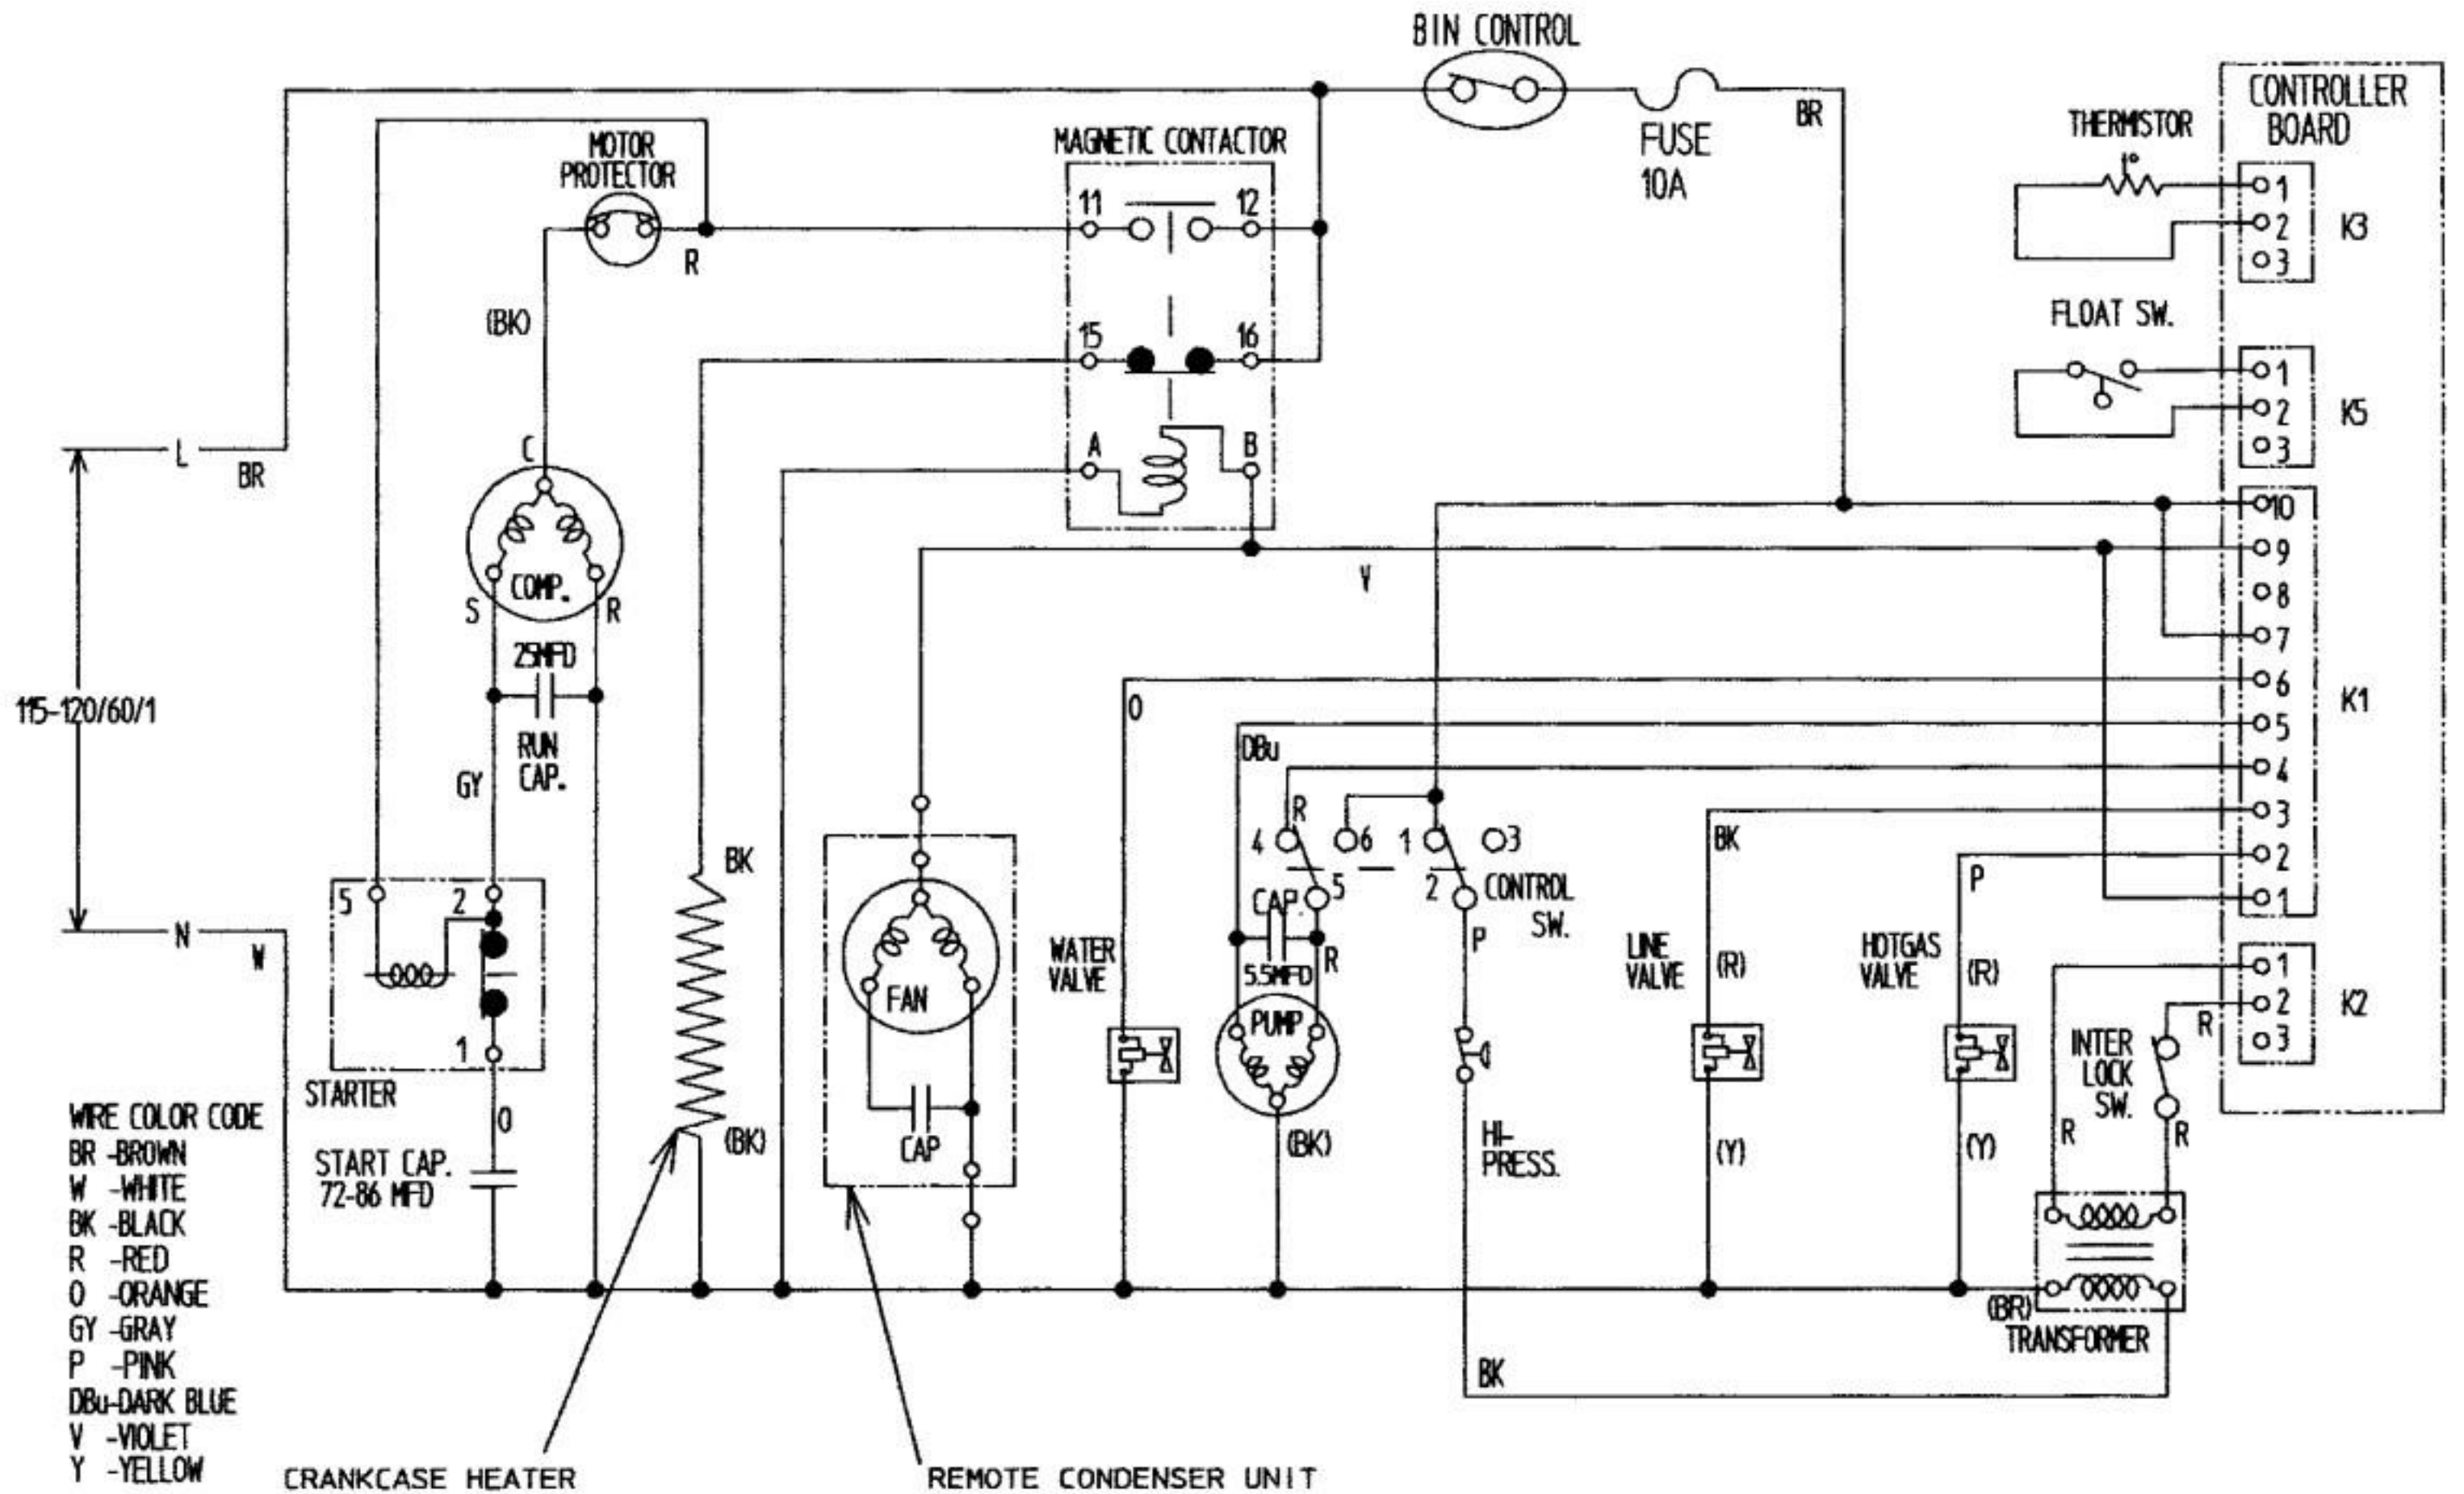 BIN CONTROL
BR
FUSE
10A
CONTROLLER
BOARD
THERMISTOR
t°
1
2
3
K3
FLOAT SW.
1
2
3
K5
10
9
8
7
6
5
4
3
2
1
K1
1
2
3
K2
MOTOR
PROTECTOR
R
MAGNETIC CONTACTOR
11
12
15
16
A
B
(BK)
L
BR
115-120/60/1
N
W
C
COMP.
S
R
25MFD
RUN
CAP.
GY
5
2
1
STARTER
O
START CAP.
72-86 MFD
BK
(BK)
FAN
CAP
V
O
WATER
VALVE
DBu
R
4
6
1
3
5
2
CONTROL
SW.
CAP.
5.5MFD
R
PUMP
(BK)
P
HI-
PRESS.
BK
BK
LINE
VALVE
(R)
(Y)
P
HOTGAS
VALVE
(R)
(Y)
R
INTER
LOCK
SW.
R
R
(BR)
TRANSFORMER
WIRE COLOR CODE
BR -BROWN
W -WHITE
BK -BLACK
R -RED
O -ORANGE
GY -GRAY
P -PINK
DBu-DARK BLUE
V -VIOLET
Y -YELLOW
CRANKCASE HEATER
REMOTE CONDENSER UNIT